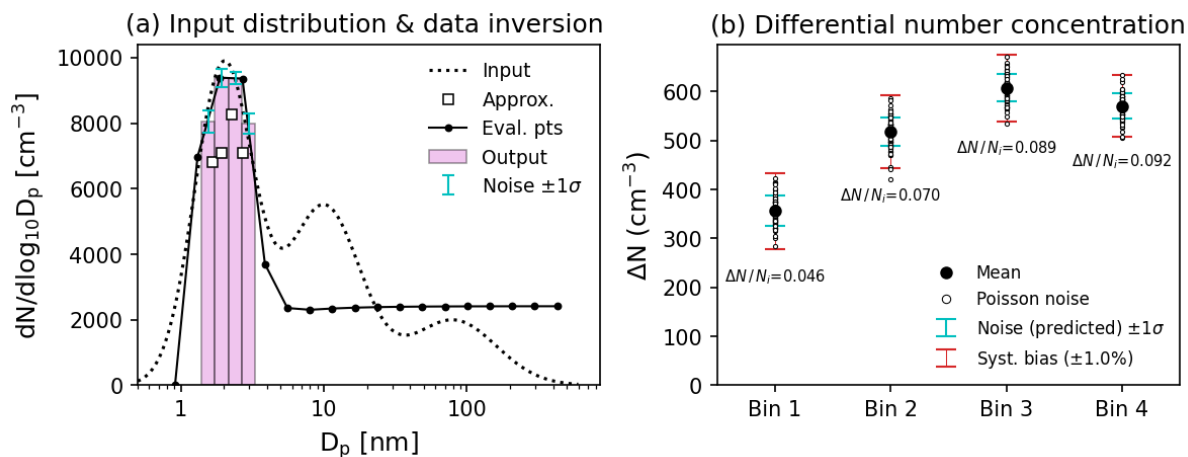 (a) Input distribution & data inversion
10000
8000
6000
4000
2000
0
dN/dlog₁₀Dₚ [cm⁻³]
1
10
100
Dₚ [nm]
Input
Approx.
Eval. pts
Output
Noise ±1σ
(b) Differential number concentration
600
500
400
300
200
100
0
ΔN (cm⁻³)
ΔN/Nᵢ=0.046
ΔN/Nᵢ=0.070
ΔN/Nᵢ=0.089
ΔN/Nᵢ=0.092
Mean
Poisson noise
Noise (predicted) ±1σ
Syst. bias (±1.0%)
Bin 1
Bin 2
Bin 3
Bin 4